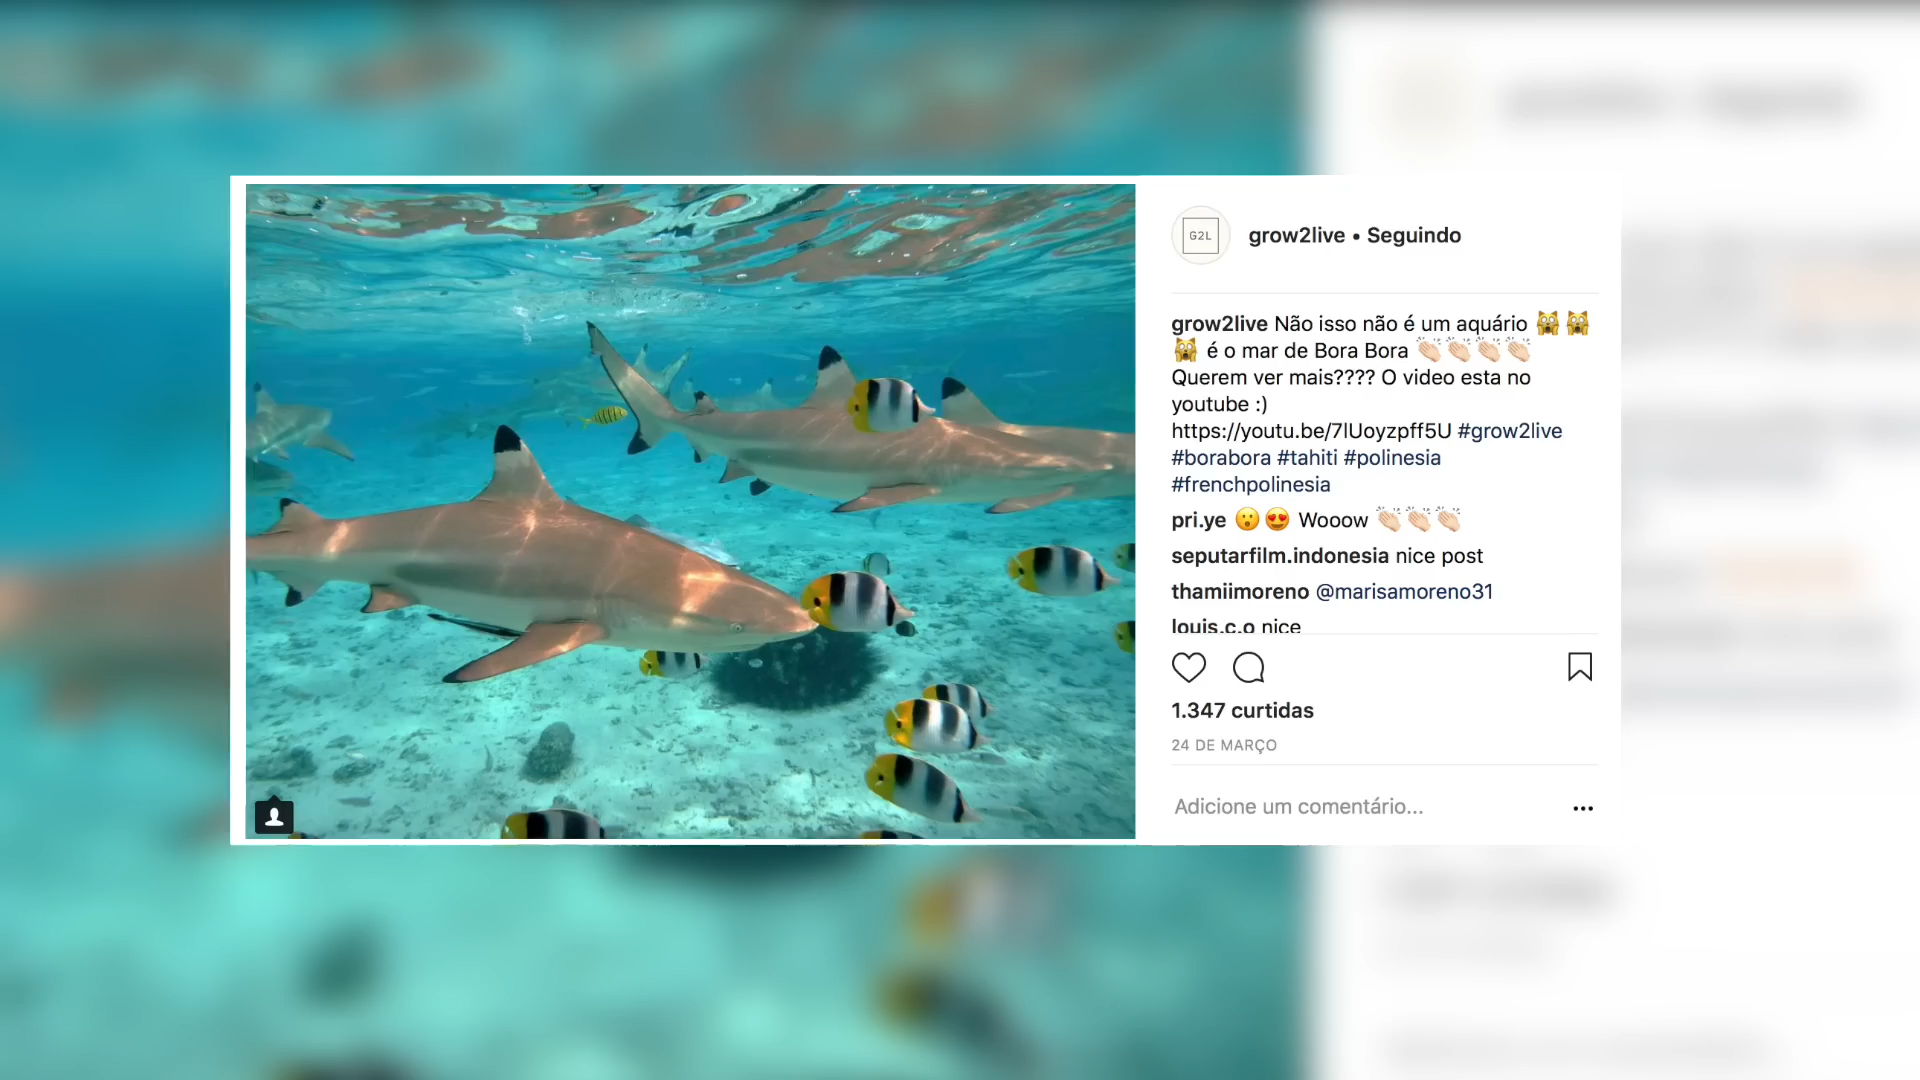 G2L
grow2live • Seguindo
grow2live Não isso não é um aquário 🙀🙀
🙀 é o mar de Bora Bora 👏🏻👏🏻👏🏻👏🏻
Querem ver mais???? O video esta no
youtube :)
https://youtu.be/7lUoyzpff5U #grow2live
#borabora #tahiti #polinesia
#frenchpolinesia
pri.ye 😮😍 Wooow 👏🏻👏🏻👏🏻
seputarfilm.indonesia nice post
thamiimoreno @marisamoreno31
louis.c.o nice
1.347 curtidas
24 DE MARÇO
Adicione um comentário...